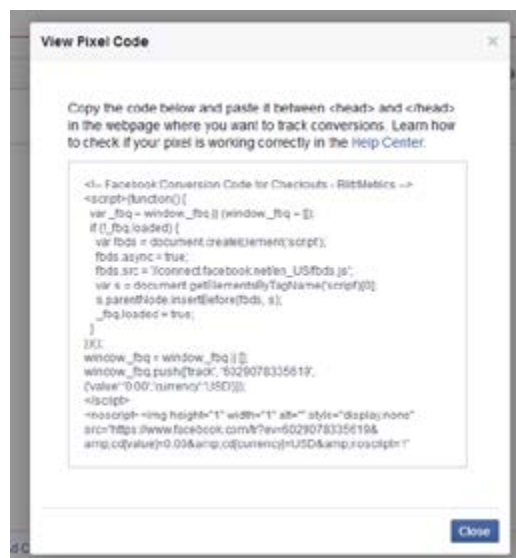 View Pixel Code
×
Copy the code below and paste it between <head> and </head>
in the webpage where you want to track conversions. Learn how
to check if your pixel is working correctly in the Help Center.
<!-- Facebook Conversion Code for Checkouts - RittMetrics -->
<script>(function() {
var _fbq = window._fbq || (window._fbq = []);
if (!_fbq.loaded) {
var fbds = document.createElement('script');
fbds.async = true;
fbds.src = '//connect.facebook.net/en_US/fbds.js';
var s = document.getElementsByTagName('script')[0];
s.parentNode.insertBefore(fbds, s);
_fbq.loaded = true;
}
})();
window._fbq = window._fbq || [];
window._fbq.push(['track', '6029078335619',
{'value':'0.00','currency':'USD'}]);
</script>
<noscript><img height="1" width="1" alt="" style="display:none"
src="https://www.facebook.com/tr?ev=6029078335619&
amp;cd[value]=0.00&amp;cd[currency]=USD&amp;noscript=1"
Close